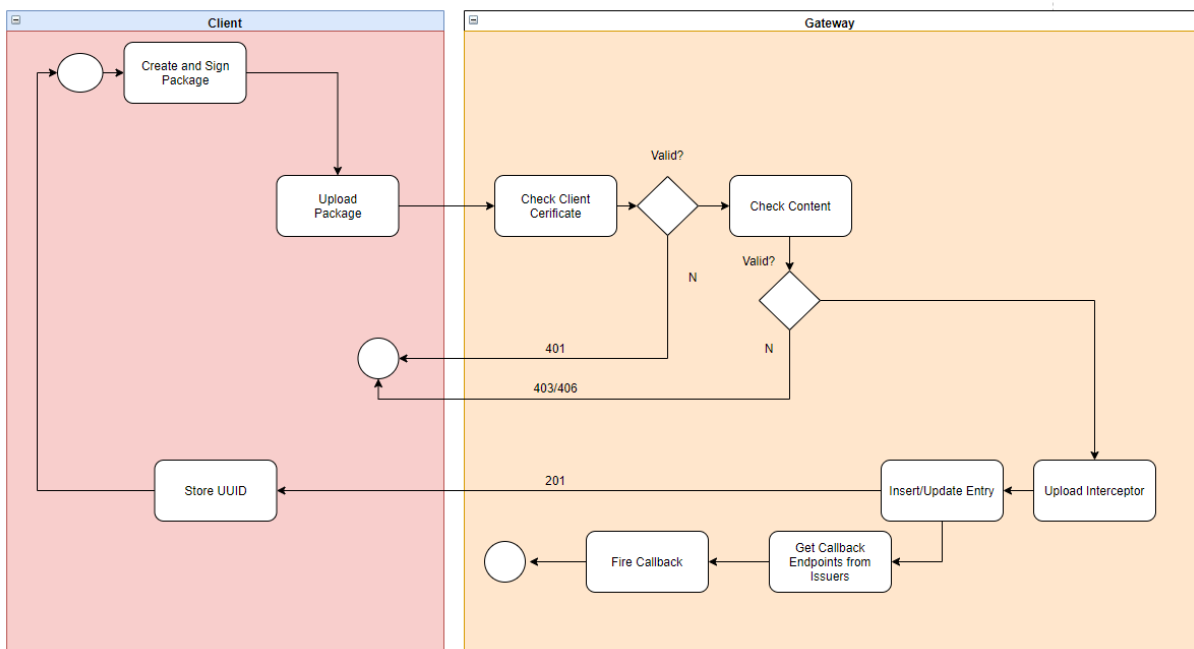 Client
Gateway
Create and Sign
Package
Valid?
Upload
Package
Check Client
Cerificate
Check Content
Valid?
N
401
N
403/406
Store UUID
201
Insert/Update Entry
Upload Interceptor
Fire Callback
Get Callback
Endpoints from
Issuers